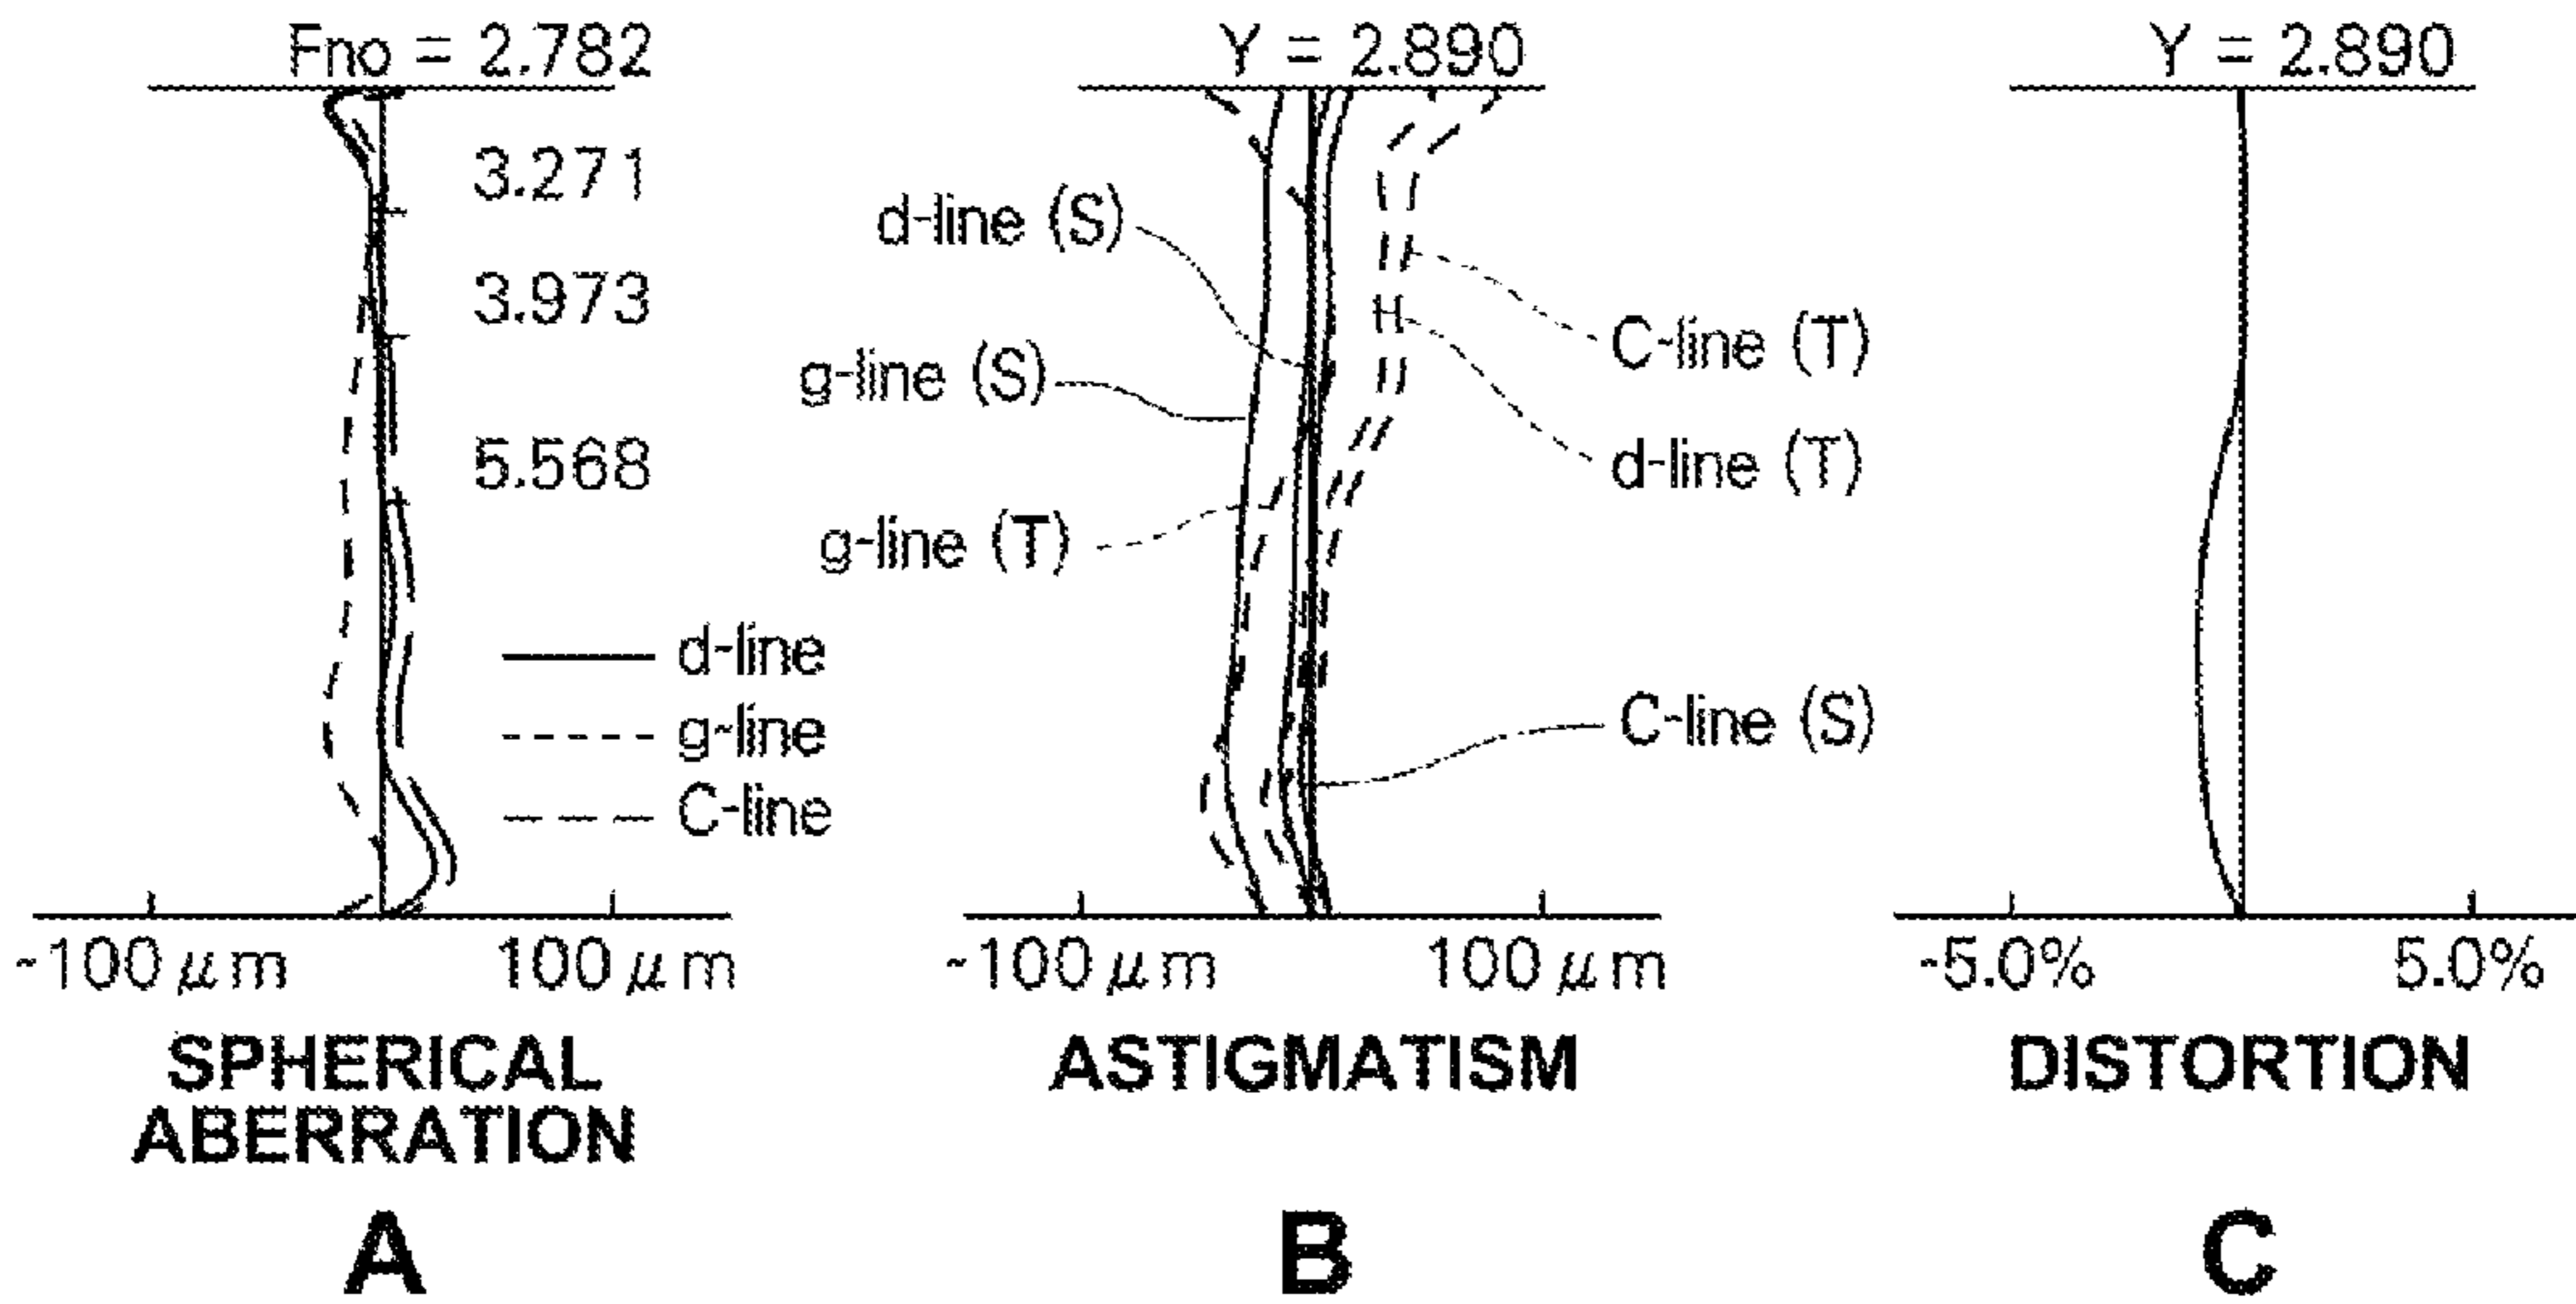 Fno = 2.782
3.271
3.973
5.568
d-line
g-line
C-line
-100 μm
100 μm
SPHERICAL
ABERRATION
A
Y = 2.890
d-line (S)
g-line (S)
g-line (T)
C-line (T)
d-line (T)
C-line (S)
-100 μm
100 μm
ASTIGMATISM
B
Y = 2.890
-5.0%
5.0%
DISTORTION
C